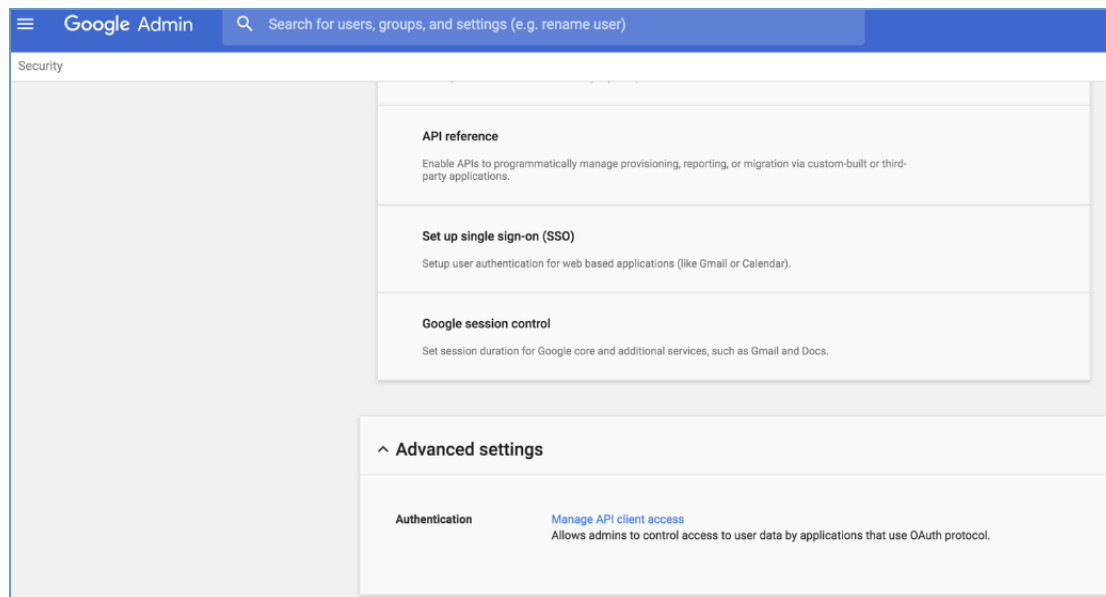 Google Admin
Search for users, groups, and settings (e.g. rename user)
Security
API reference
Enable APIs to programmatically manage provisioning, reporting, or migration via custom-built or third-
party applications.
Set up single sign-on (SSO)
Setup user authentication for web based applications (like Gmail or Calendar).
Google session control
Set session duration for Google core and additional services, such as Gmail and Docs.
Advanced settings
Authentication
Manage API client access
Allows admins to control access to user data by applications that use OAuth protocol.